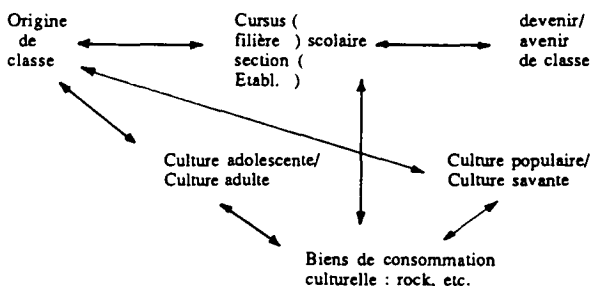 Origine
de
classe
Cursus (
filière ) scolaire
section (
Etabl. )
devenir/
avenir
de classe
Culture adolescente/
Culture adulte
Culture populaire/
Culture savante
Biens de consommation
culturelle : rock, etc.